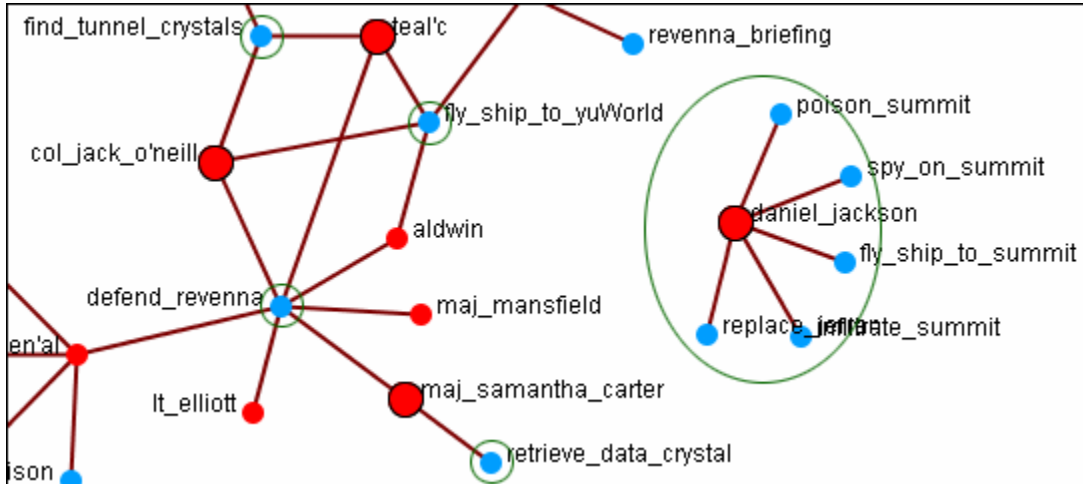 find_tunnel_crystals
teal'c
revenna_briefing
fly_ship_to_yuWorld
poison_summit
col_jack_o'neill
spy_on_summit
daniel_jackson
aldwin
fly_ship_to_summit
defend_revenna
maj_mansfield
infiltrate_summit
en'al
maj_samantha_carter
lt_elliott
retrieve_data_crystal
ison